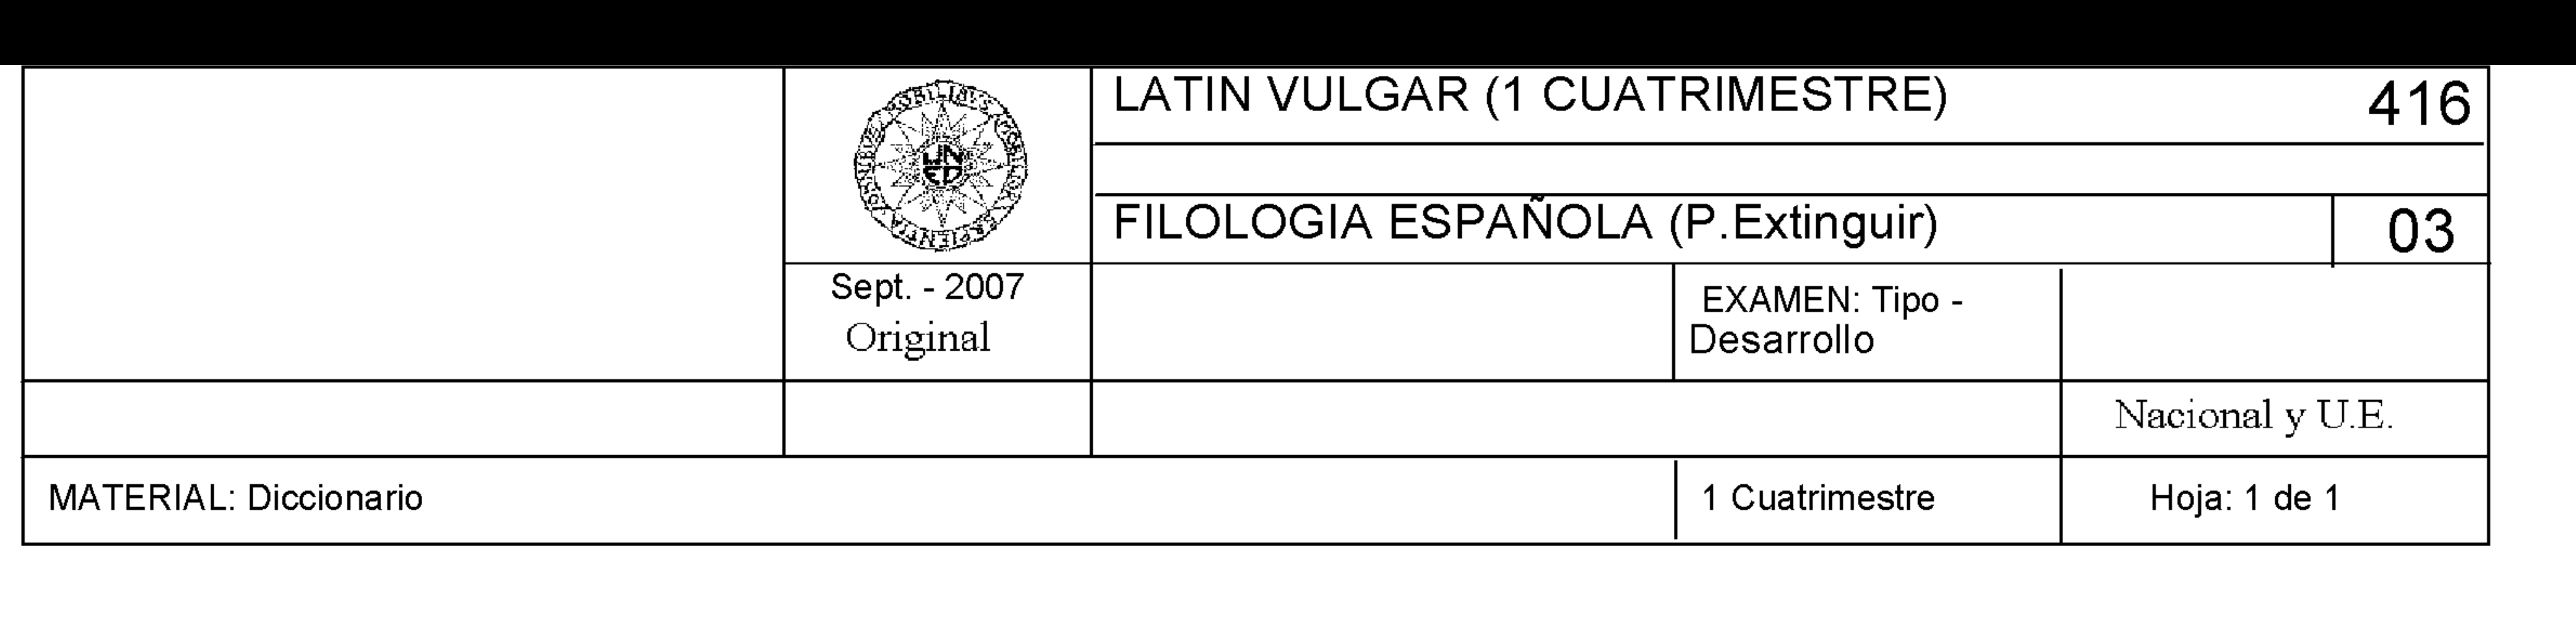 LATIN VULGAR (1 CUATRIMESTRE) 416
UNED
FILOLOGIA ESPAÑOLA (P.Extinguir) 03
Sept. - 2007
Original
EXAMEN: Tipo -
Desarrollo
Nacional y U.E.
MATERIAL: Diccionario 1 Cuatrimestre Hoja: 1 de 1